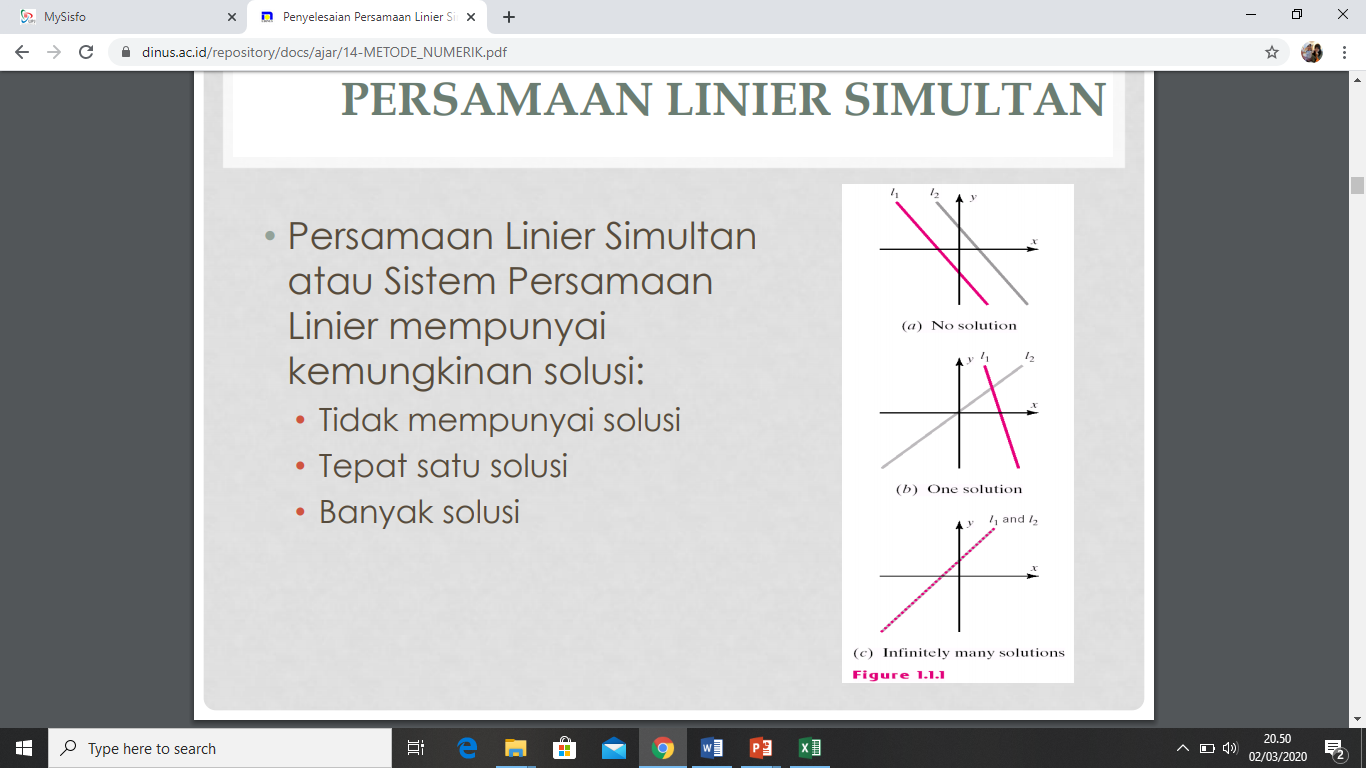 MySisfo
Penyelesaian Persamaan Linier Si
dinus.ac.id/repository/docs/ajar/14-METODE_NUMERIK.pdf
PERSAMAAN LINIER SIMULTAN
• Persamaan Linier Simultan
atau Sistem Persamaan
Linier mempunyai
kemungkinan solusi:
• Tidak mempunyai solusi
• Tepat satu solusi
• Banyak solusi
l1 l2 y
x
(a) No solution
y l1 l2
x
(b) One solution
y l1 and l2
x
(c) Infinitely many solutions
Figure 1.1.1
Type here to search
20.50
02/03/2020
2